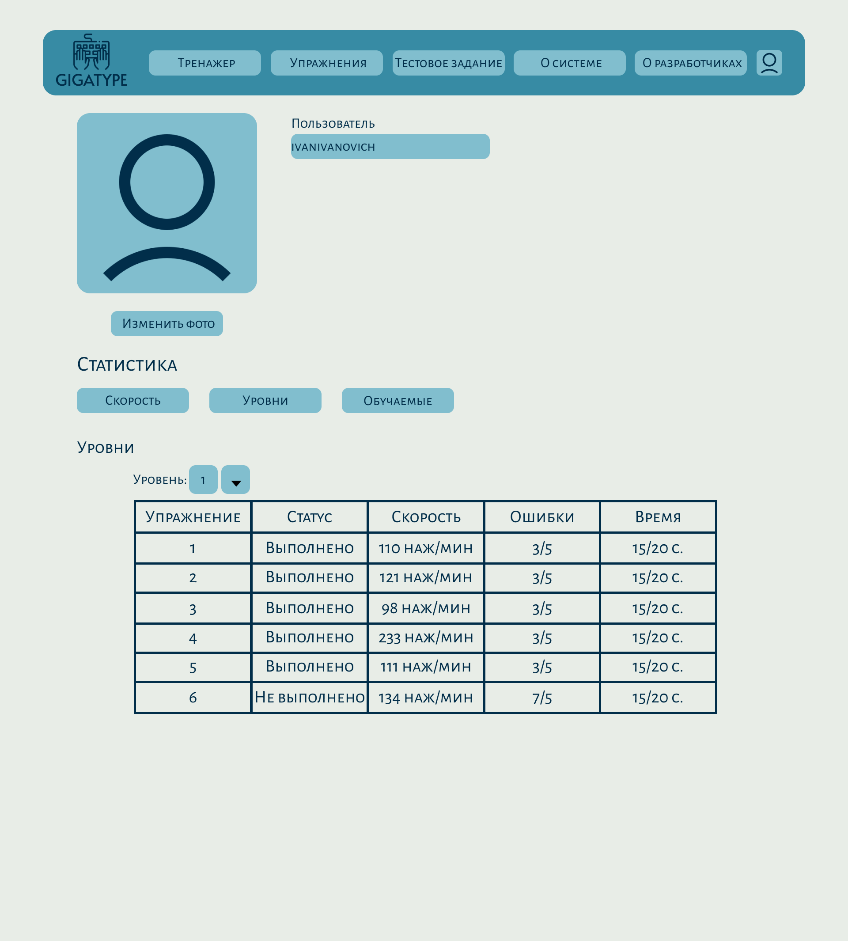 GIGATYPE
Тренажер Упражнения Тестовое задание О системе О разработчиках
Пользователь
IVANIVANOVICH
Изменить фото
Статистика
Скорость Уровни Обучаемые
Уровни
Уровень: 1
Упражнение Статус Скорость Ошибки Время
1 Выполнено 110 наж/мин 3/5 15/20 с.
2 Выполнено 121 наж/мин 3/5 15/20 с.
3 Выполнено 98 наж/мин 3/5 15/20 с.
4 Выполнено 233 наж/мин 3/5 15/20 с.
5 Выполнено 111 наж/мин 3/5 15/20 с.
6 Не выполнено 134 наж/мин 7/5 15/20 с.